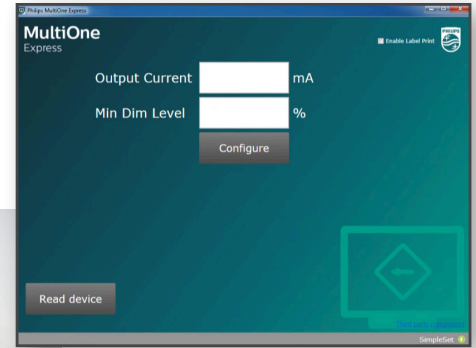 Philips MultiOne Express
MultiOne
Express
Enable Label Print
PHILIPS
Output Current
mA
Min Dim Level
%
Configure
Read device
SimpleSet